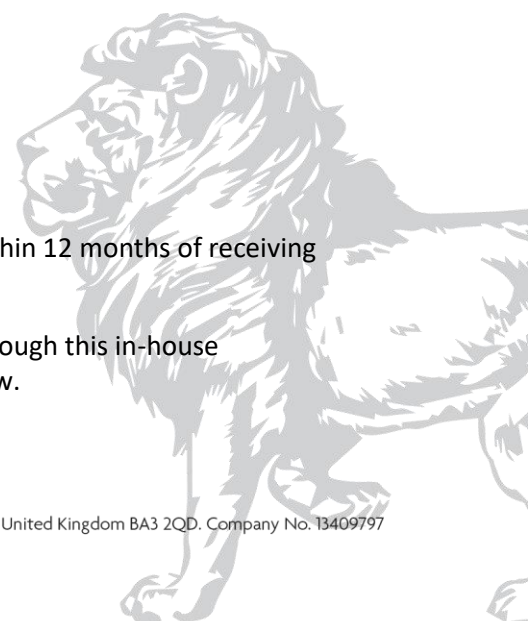 hin 12 months of receiving
ough this in-house
w.
United Kingdom BA3 2QD. Company No. 13409797